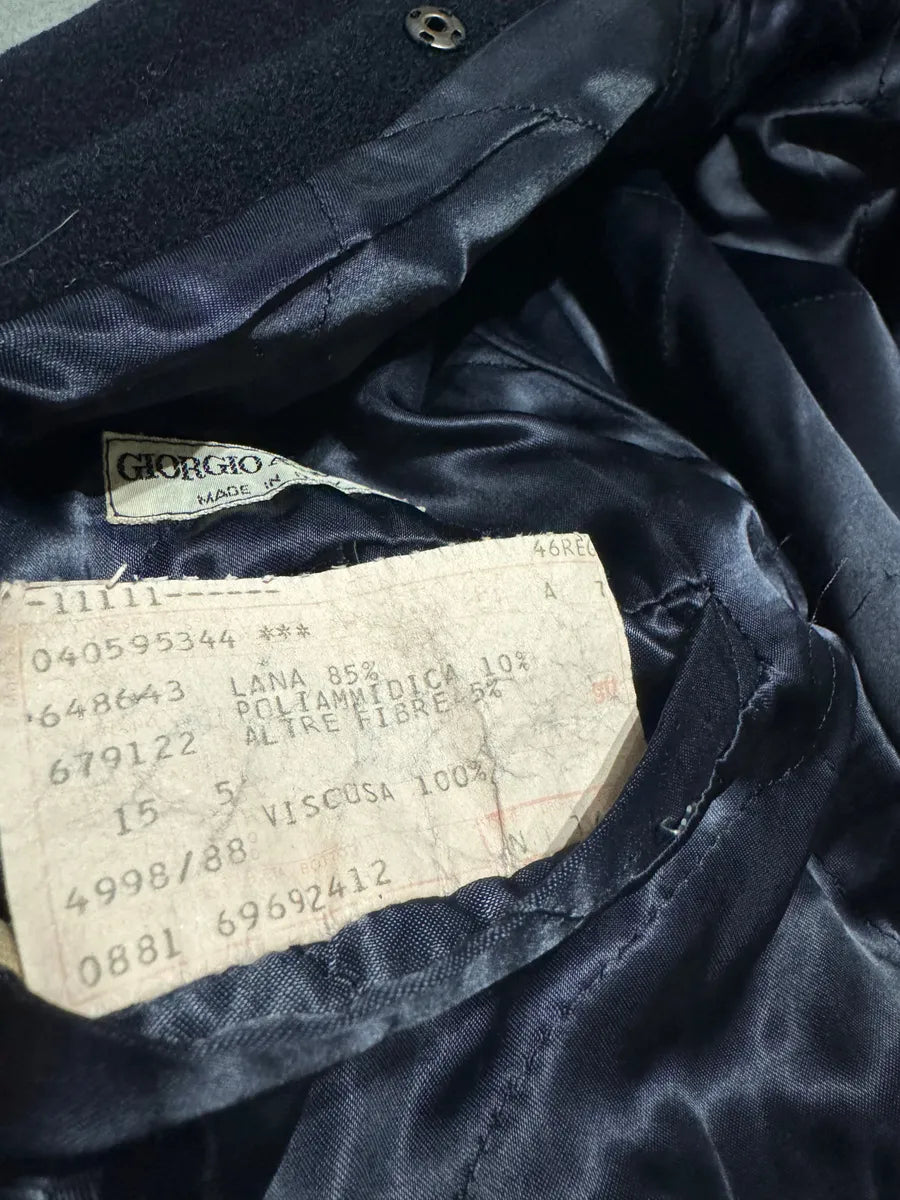 GIORGIO A
MADE IN
46REG
-11111------
A 7
040595344 ***
648643 LANA 85%
POLIAMMIDICA 10%
679122 ALTRE FIBRE 5%
15 5 VISCOSA 100%
4998/88 N
0881 69692412